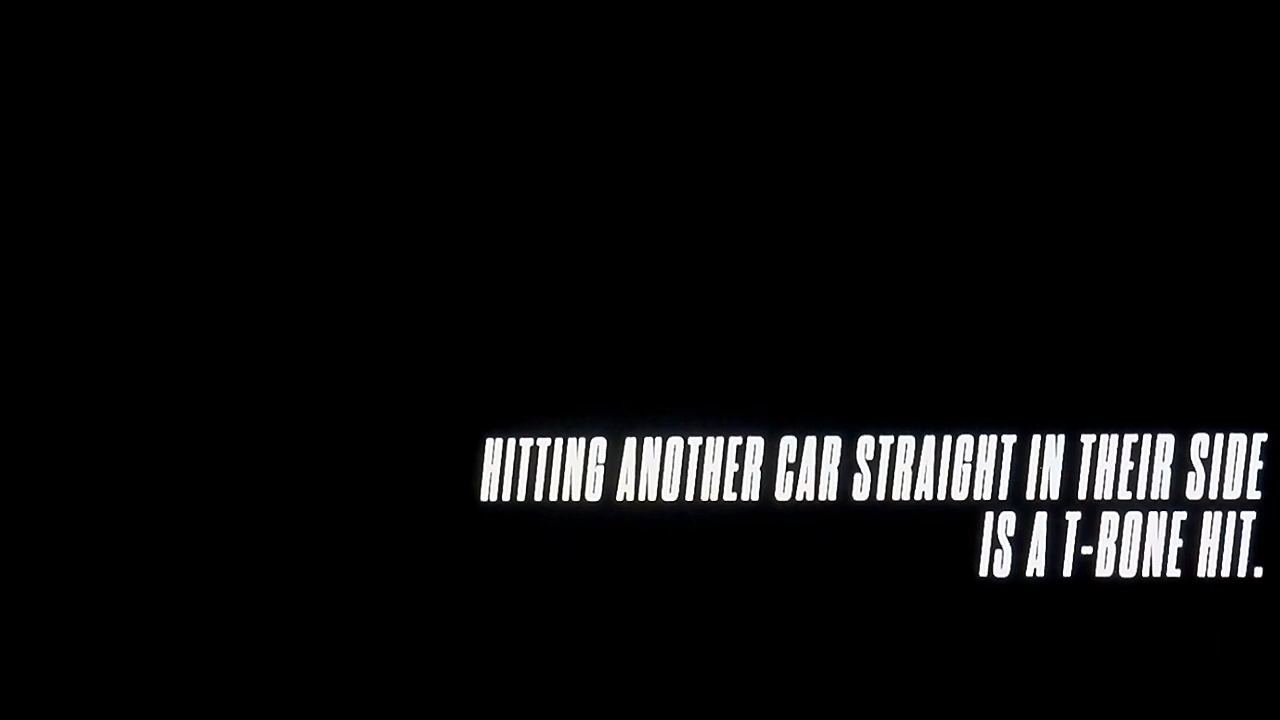 HITTING ANOTHER CAR STRAIGHT IN THEIR SIDE
IS A T-BONE HIT.